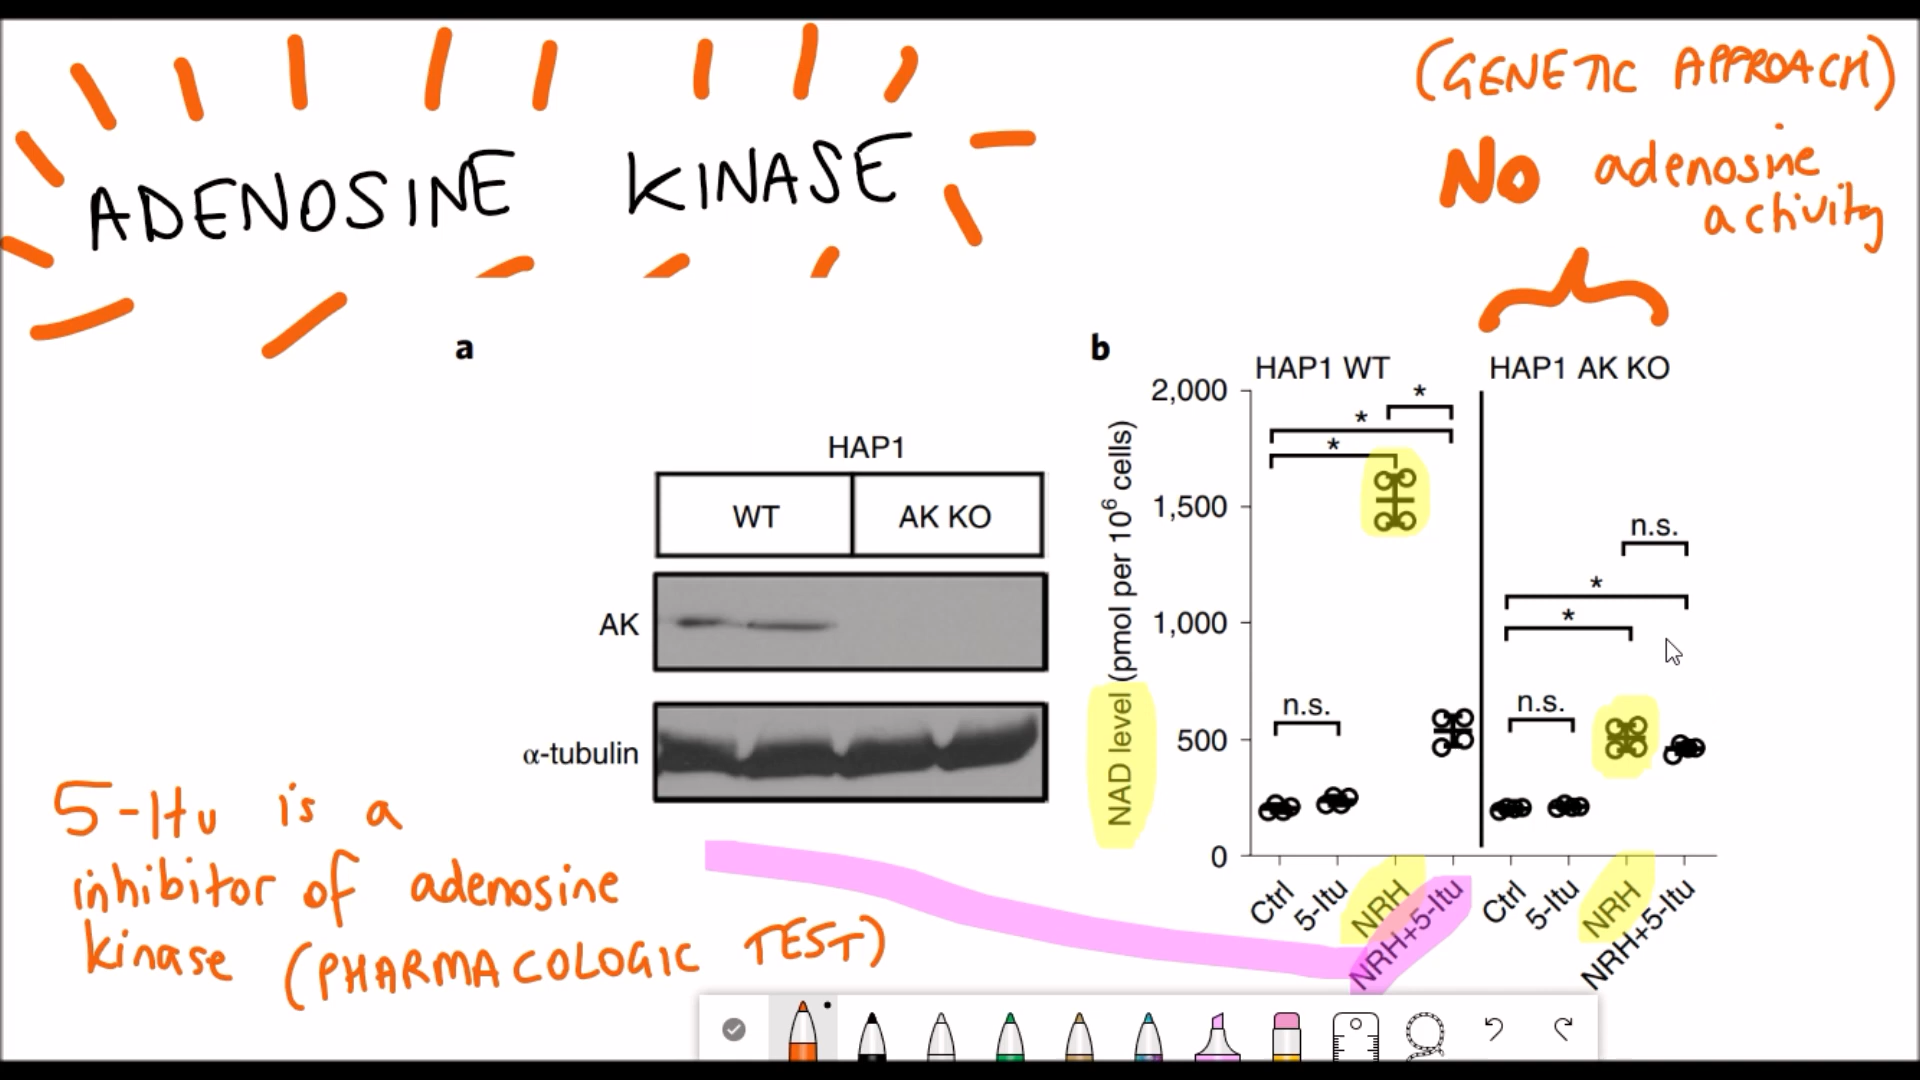 ADENOSINE KINASE
(GENETIC APPROACH)
NO adenosine
activity
a
HAP1
WT
AK KO
AK
α-tubulin
b
HAP1 WT
HAP1 AK KO
NAD level (pmol per 10⁶ cells)
2,000
1,500
1,000
500
0
*
*
*
n.s.
n.s.
*
*
n.s.
Ctrl
5-Itu
NRH
NRH+5-Itu
Ctrl
5-Itu
NRH
NRH+5-Itu
5-Itu is a
inhibitor of adenosine
kinase (PHARMACOLOGIC TEST)